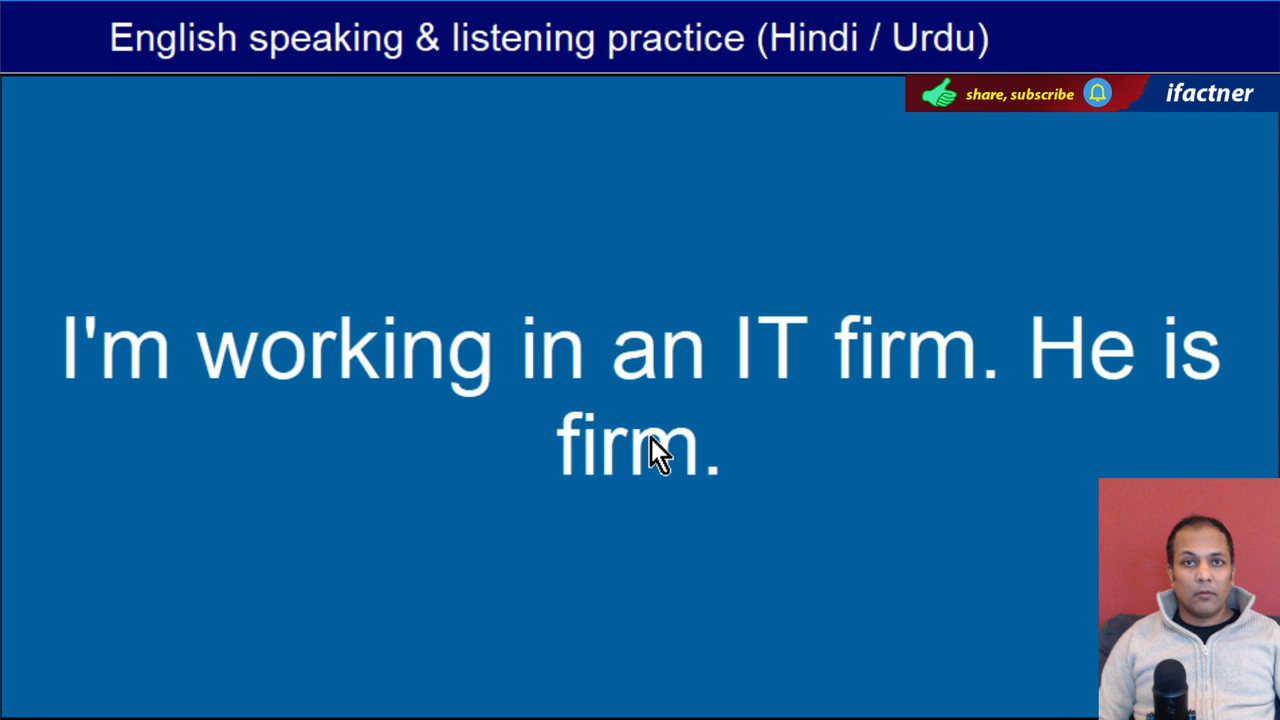 English speaking & listening practice (Hindi / Urdu)
share, subscribe
ifactner
I'm working in an IT firm. He is
firm.